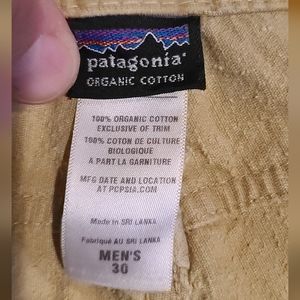 patagonia®
ORGANIC COTTON
100% ORGANIC COTTON
EXCLUSIVE OF TRIM
100% COTON DE CULTURE
BIOLOGIQUE
A PART LA GARNITURE
MFG DATE AND LOCATION
AT PCPSIA.COM
Made in SRI LANKA
Fabriqué AU SRI LANKA
MEN'S
30